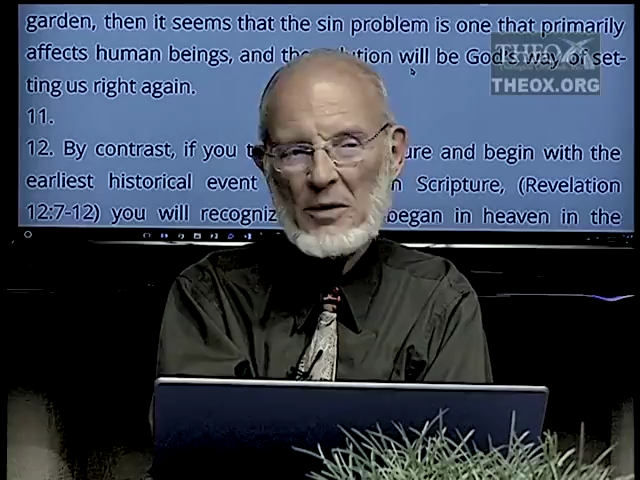 garden, then it seems that the sin problem is one that primarily
affects human beings, and the will be God's way of set-
ting us right again.
11.
12. By contrast, if you and begin with the
earliest historical event Scripture, (Revelation
12:7-12) you will began in heaven in the
THEOX
THEOX.ORG